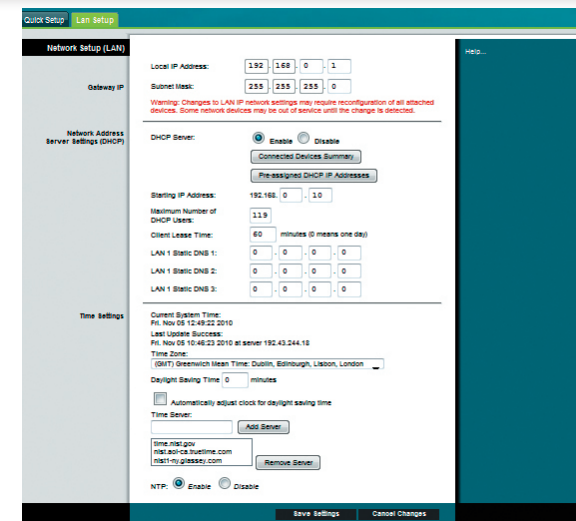 Quick Setup Lan Setup
Network Setup (LAN)
Help...
Gateway IP
Local IP Address: 192 . 168 . 0 . 1
Subnet Mask: 255 . 255 . 255 . 0
Warning: Changes to LAN IP network settings may require reconfiguration of all attached
devices. Some network devices may be out of service until the change is detected.
Network Address
Server Settings (DHCP)
DHCP Server: Enable Disable
Connected Devices Summary
Pre-assigned DHCP IP Addresses
Starting IP Address: 192.168. 0 . 10
Maximum Number of
DHCP Users: 119
Client Lease Time: 60 minutes (0 means one day)
LAN 1 Static DNS 1: 0 . 0 . 0 . 0
LAN 1 Static DNS 2: 0 . 0 . 0 . 0
LAN 1 Static DNS 3: 0 . 0 . 0 . 0
Time Settings
Current System Time:
Fri. Nov 05 12:49:22 2010
Last Update Success:
Fri. Nov 05 10:46:23 2010 at server 192.43.244.18
Time Zone:
(GMT) Greenwich Mean Time: Dublin, Edinburgh, Lisbon, London
Daylight Saving Time 0 minutes
Automatically adjust clock for daylight saving time
Time Server:
Add Server
time.nist.gov
nist.aol-ca.truetime.com
nist1-ny.glassey.com
Remove Server
NTP: Enable Disable
Save Settings Cancel Changes